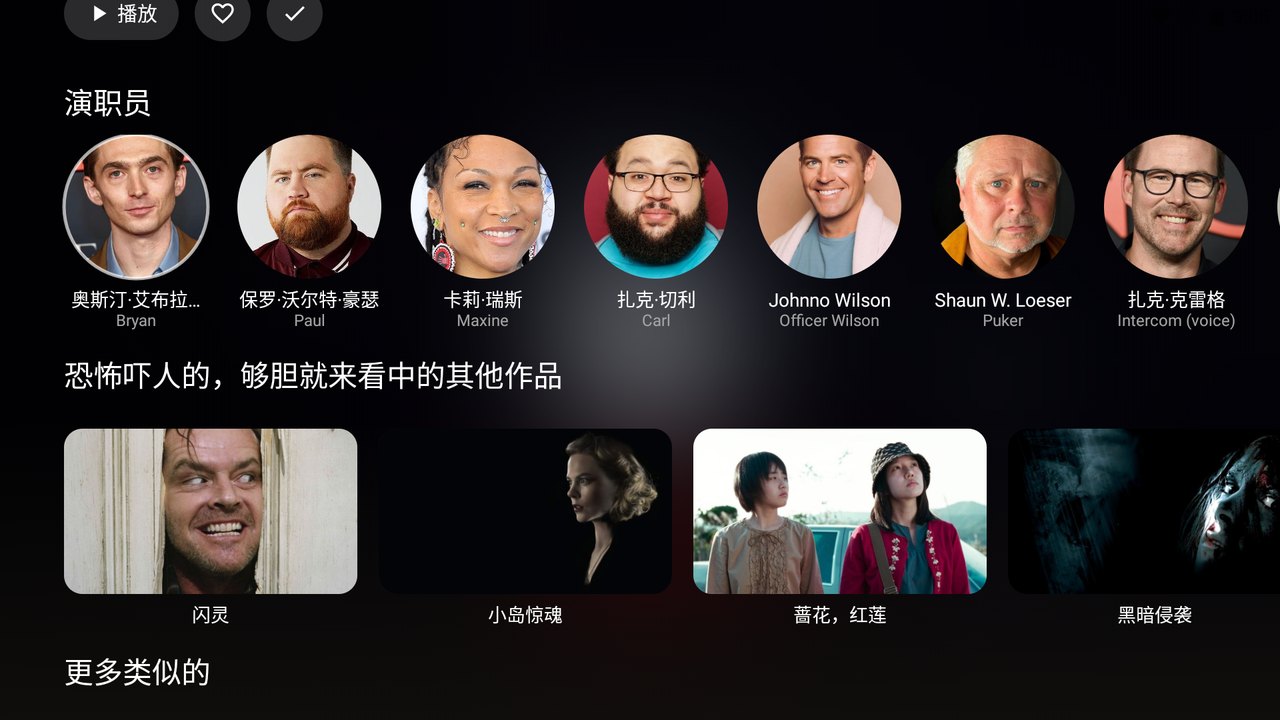 播放
演职员
奥斯汀·艾布拉...
Bryan
保罗·沃尔特·豪瑟
Paul
卡莉·瑞斯
Maxine
扎克·切利
Carl
Johnno Wilson
Officer Wilson
Shaun W. Loeser
Puker
扎克·克雷格
Intercom (voice)
恐怖吓人的，够胆就来看中的其他作品
闪灵
小岛惊魂
蔷花，红莲
黑暗侵袭
更多类似的